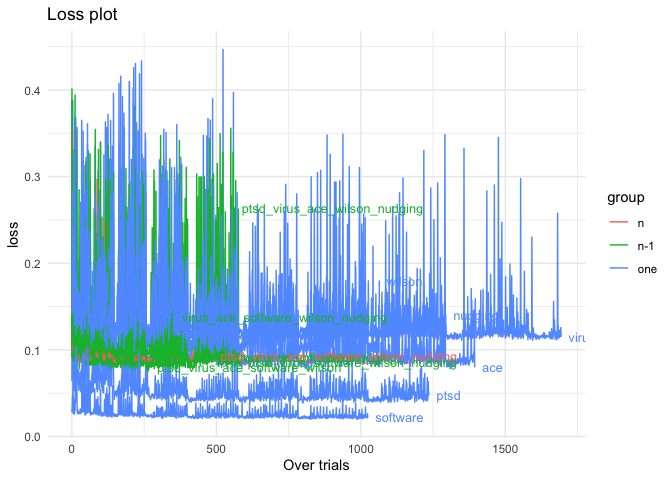 Loss plot
0.4
0.3
0.2
0.1
0.0
loss
0
500
1000
1500
Over trials
group
n
n-1
one
ptsd_virus_ace_wilson_nudging
wilson
virus_ace_software_wilson_nudging
nudging
virus
ace
ptsd_virus_ace_software_wilson
ptsd
software